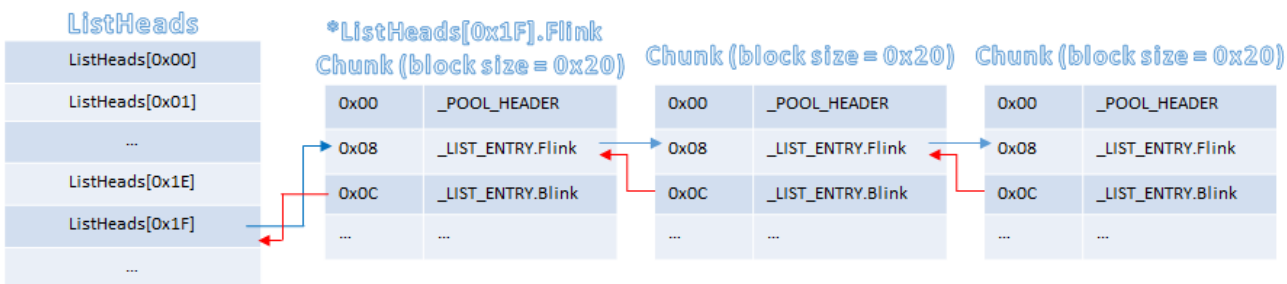 ListHeads
ListHeads[0x00]
ListHeads[0x01]
...
ListHeads[0x1E]
ListHeads[0x1F]
...
*ListHeads[0x1F].Flink
Chunk (block size = 0x20)
0x00 _POOL_HEADER
0x08 _LIST_ENTRY.Flink
0x0C _LIST_ENTRY.Blink
... ...
Chunk (block size = 0x20)
0x00 _POOL_HEADER
0x08 _LIST_ENTRY.Flink
0x0C _LIST_ENTRY.Blink
... ...
Chunk (block size = 0x20)
0x00 _POOL_HEADER
0x08 _LIST_ENTRY.Flink
0x0C _LIST_ENTRY.Blink
... ...